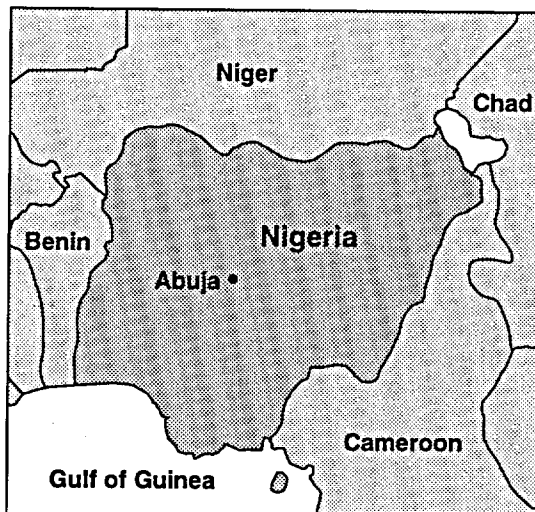 Niger
Chad
Benin
Nigeria
Abuja
Cameroon
Gulf of Guinea